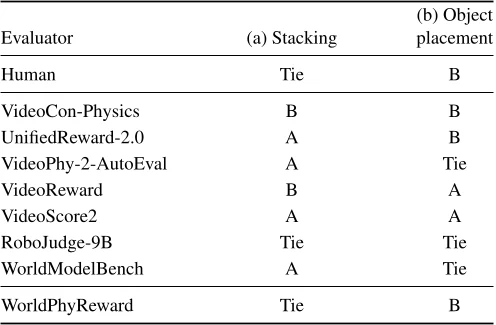 (b) Object
Evaluator (a) Stacking placement
Human Tie B
VideoCon-Physics B B
UnifiedReward-2.0 A B
VideoPhy-2-AutoEval A Tie
VideoReward B A
VideoScore2 A A
RoboJudge-9B Tie Tie
WorldModelBench A Tie
WorldPhyReward Tie B